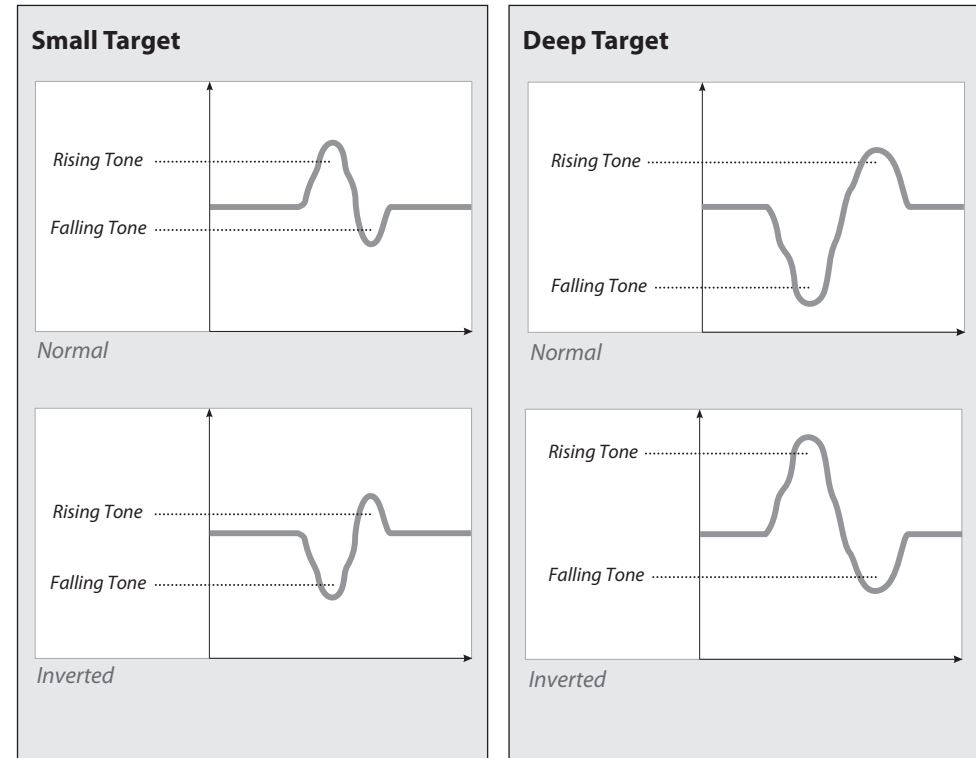 Small Target
Rising Tone
Falling Tone
Normal
Rising Tone
Falling Tone
Inverted
Deep Target
Rising Tone
Falling Tone
Normal
Rising Tone
Falling Tone
Inverted